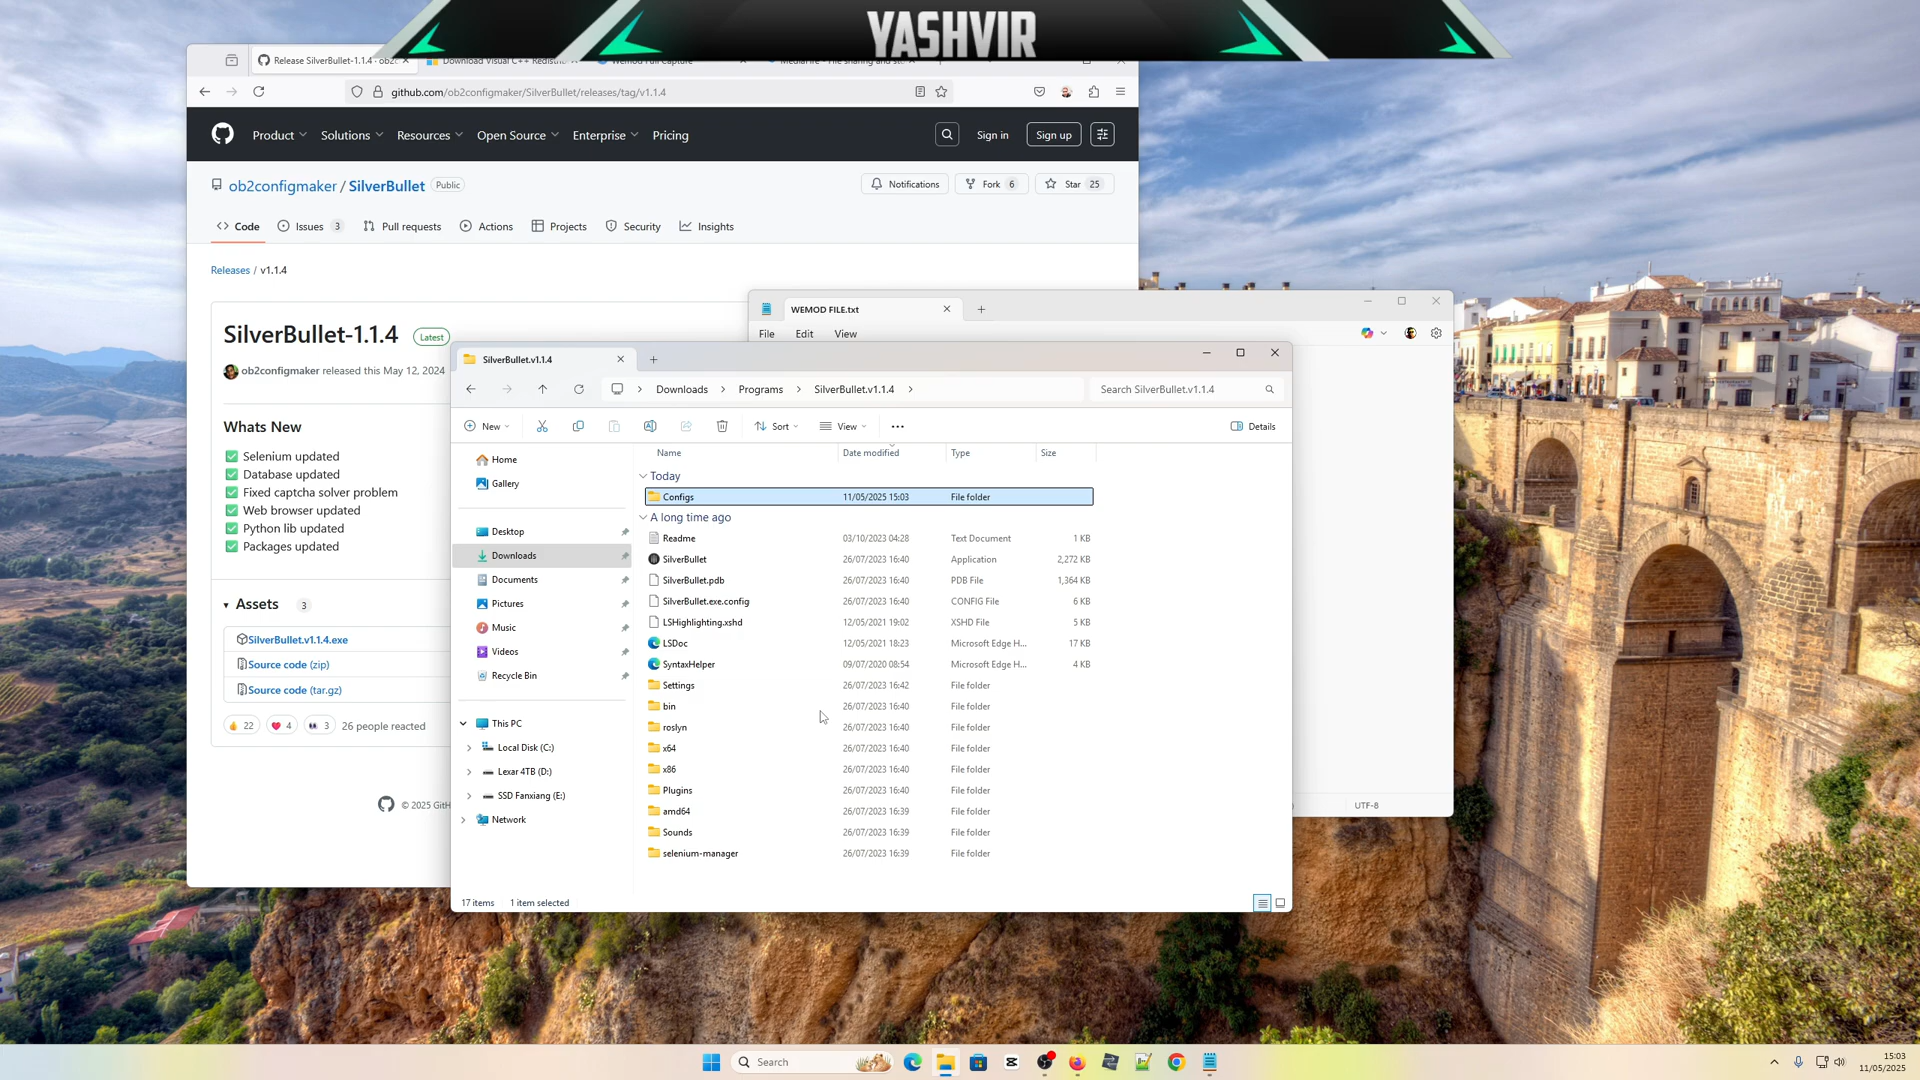 YASHVIR
Release SilverBullet-1.1.4 · ob2c
github.com/ob2configmaker/SilverBullet/releases/tag/v1.1.4
Product
Solutions
Resources
Open Source
Enterprise
Pricing
Sign in
Sign up
ob2configmaker / SilverBullet
Public
Notifications
Fork 6
Star 25
Code
Issues 3
Pull requests
Actions
Projects
Security
Insights
Releases / v1.1.4
SilverBullet-1.1.4
Latest
ob2configmaker released this May 12, 2024
Whats New
Selenium updated
Database updated
Fixed captcha solver problem
Web browser updated
Python lib updated
Packages updated
Assets 3
SilverBullet.v1.1.4.exe
Source code (zip)
Source code (tar.gz)
22
4
3
26 people reacted
© 2025 GitH
WEMOD FILE.txt
File
Edit
View
UTF-8
SilverBullet.v1.1.4
Downloads
Programs
SilverBullet.v1.1.4
Search SilverBullet.v1.1.4
New
Sort
View
Details
Home
Gallery
Desktop
Downloads
Documents
Pictures
Music
Videos
Recycle Bin
This PC
Local Disk (C:)
Lexar 4TB (D:)
SSD Fanxiang (E:)
Network
Name Date modified Type Size
Today
Configs 11/05/2025 15:03 File folder
A long time ago
Readme 03/10/2023 04:28 Text Document 1 KB
SilverBullet 26/07/2023 16:40 Application 2,272 KB
SilverBullet.pdb 26/07/2023 16:40 PDB File 1,364 KB
SilverBullet.exe.config 26/07/2023 16:40 CONFIG File 6 KB
LSHighlighting.xshd 12/05/2021 19:02 XSHD File 5 KB
LSDoc 12/05/2021 18:23 Microsoft Edge H... 17 KB
SyntaxHelper 09/07/2020 08:54 Microsoft Edge H... 4 KB
Settings 26/07/2023 16:42 File folder
bin 26/07/2023 16:40 File folder
roslyn 26/07/2023 16:40 File folder
x64 26/07/2023 16:40 File folder
x86 26/07/2023 16:40 File folder
Plugins 26/07/2023 16:40 File folder
amd64 26/07/2023 16:39 File folder
Sounds 26/07/2023 16:39 File folder
selenium-manager 26/07/2023 16:39 File folder
17 items
1 item selected
Search
15:03
11/05/2025